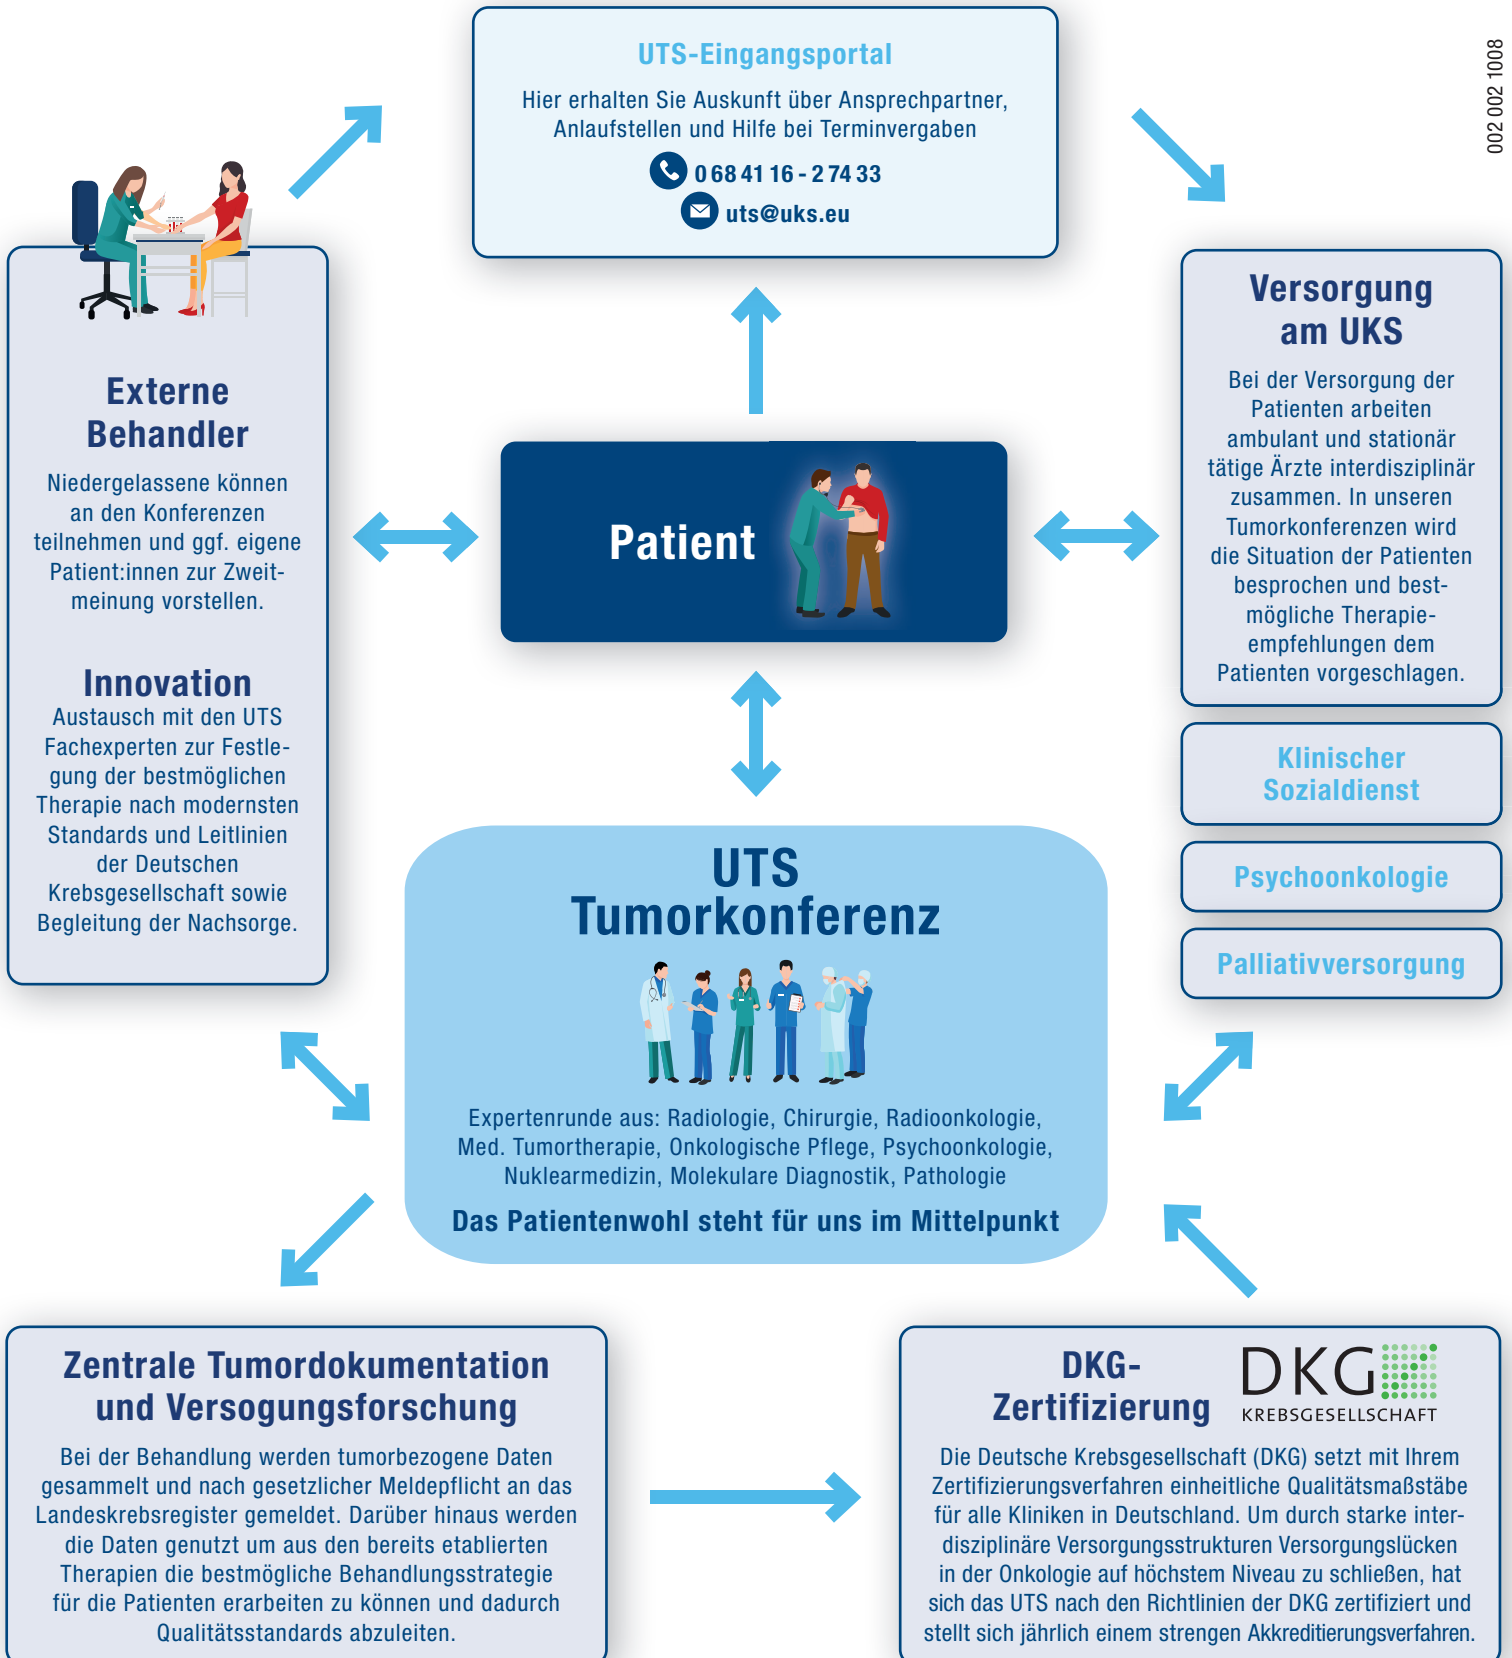 UTS-Eingangsportal
Hier erhalten Sie Auskunft über Ansprechpartner,
Anlaufstellen und Hilfe bei Terminvergaben
0 68 41 16 - 2 74 33
uts@uks.eu
002 002 1008
Externe
Behandler
Niedergelassene können
an den Konferenzen
teilnehmen und ggf. eigene
Patient:innen zur Zweit-
meinung vorstellen.
Innovation
Austausch mit den UTS
Fachexperten zur Festle-
gung der bestmöglichen
Therapie nach modernsten
Standards und Leitlinien
der Deutschen
Krebsgesellschaft sowie
Begleitung der Nachsorge.
Patient
Versorgung
am UKS
Bei der Versorgung der
Patienten arbeiten
ambulant und stationär
tätige Ärzte interdisziplinär
zusammen. In unseren
Tumorkonferenzen wird
die Situation der Patienten
besprochen und best-
mögliche Therapie-
empfehlungen dem
Patienten vorgeschlagen.
Klinischer
Sozialdienst
Psychoonkologie
Palliativversorgung
UTS
Tumorkonferenz
Expertenrunde aus: Radiologie, Chirurgie, Radioonkologie,
Med. Tumortherapie, Onkologische Pflege, Psychoonkologie,
Nuklearmedizin, Molekulare Diagnostik, Pathologie
Das Patientenwohl steht für uns im Mittelpunkt
Zentrale Tumordokumentation
und Versogungsforschung
Bei der Behandlung werden tumorbezogene Daten
gesammelt und nach gesetzlicher Meldepflicht an das
Landeskrebsregister gemeldet. Darüber hinaus werden
die Daten genutzt um aus den bereits etablierten
Therapien die bestmögliche Behandlungsstrategie
für die Patienten erarbeiten zu können und dadurch
Qualitätsstandards abzuleiten.
DKG-
Zertifizierung
DKG
KREBSGESELLSCHAFT
Die Deutsche Krebsgesellschaft (DKG) setzt mit Ihrem
Zertifizierungsverfahren einheitliche Qualitätsmaßstäbe
für alle Kliniken in Deutschland. Um durch starke inter-
disziplinäre Versorgungsstrukturen Versorgungslücken
in der Onkologie auf höchstem Niveau zu schließen, hat
sich das UTS nach den Richtlinien der DKG zertifiziert und
stellt sich jährlich einem strengen Akkreditierungsverfahren.